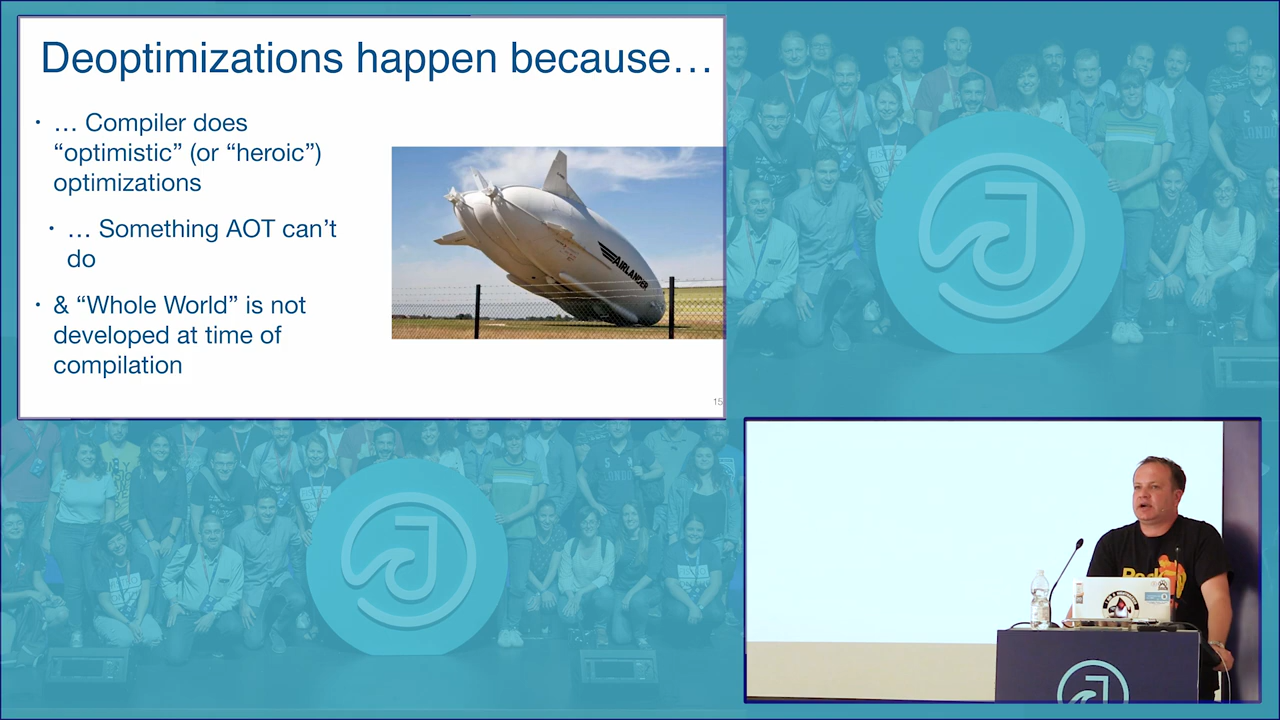 Deoptimizations happen because…
• … Compiler does
“optimistic” (or “heroic”)
optimizations
• … Something AOT can’t
do
• & “Whole World” is not
developed at time of
compilation
AIRLANDER
15